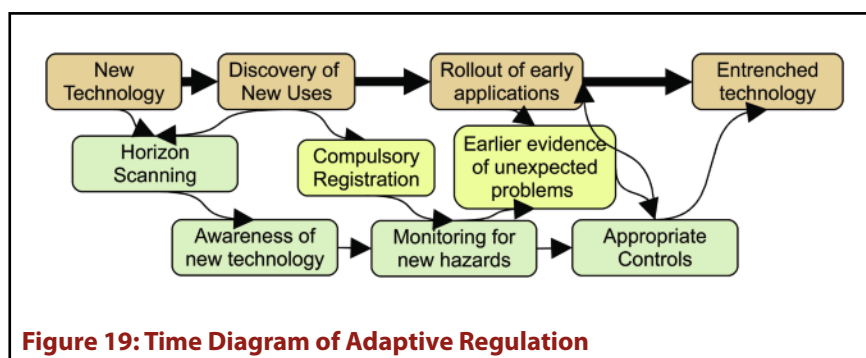 New
Technology
Discovery of
New Uses
Rollout of early
applications
Entrenched
technology
Horizon
Scanning
Compulsory
Registration
Earlier evidence
of unexpected
problems
Awareness of
new technology
Monitoring for
new hazards
Appropriate
Controls
Figure 19: Time Diagram of Adaptive Regulation